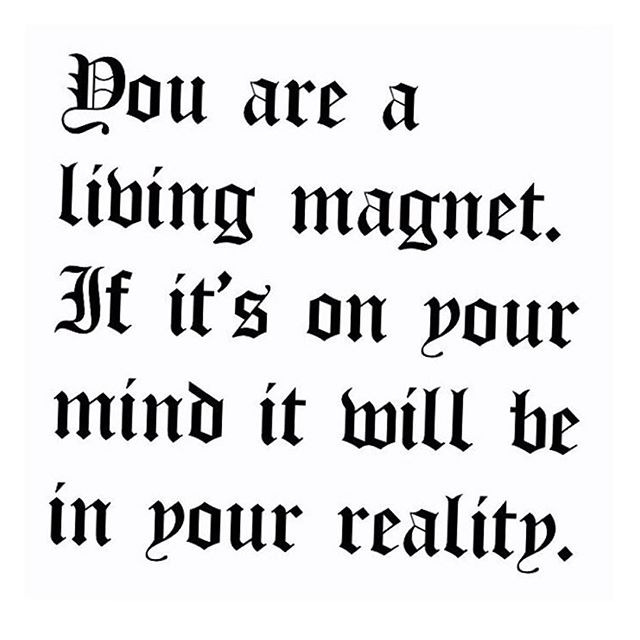 You are a
living magnet.
If it's on your
mind it will be
in your reality.